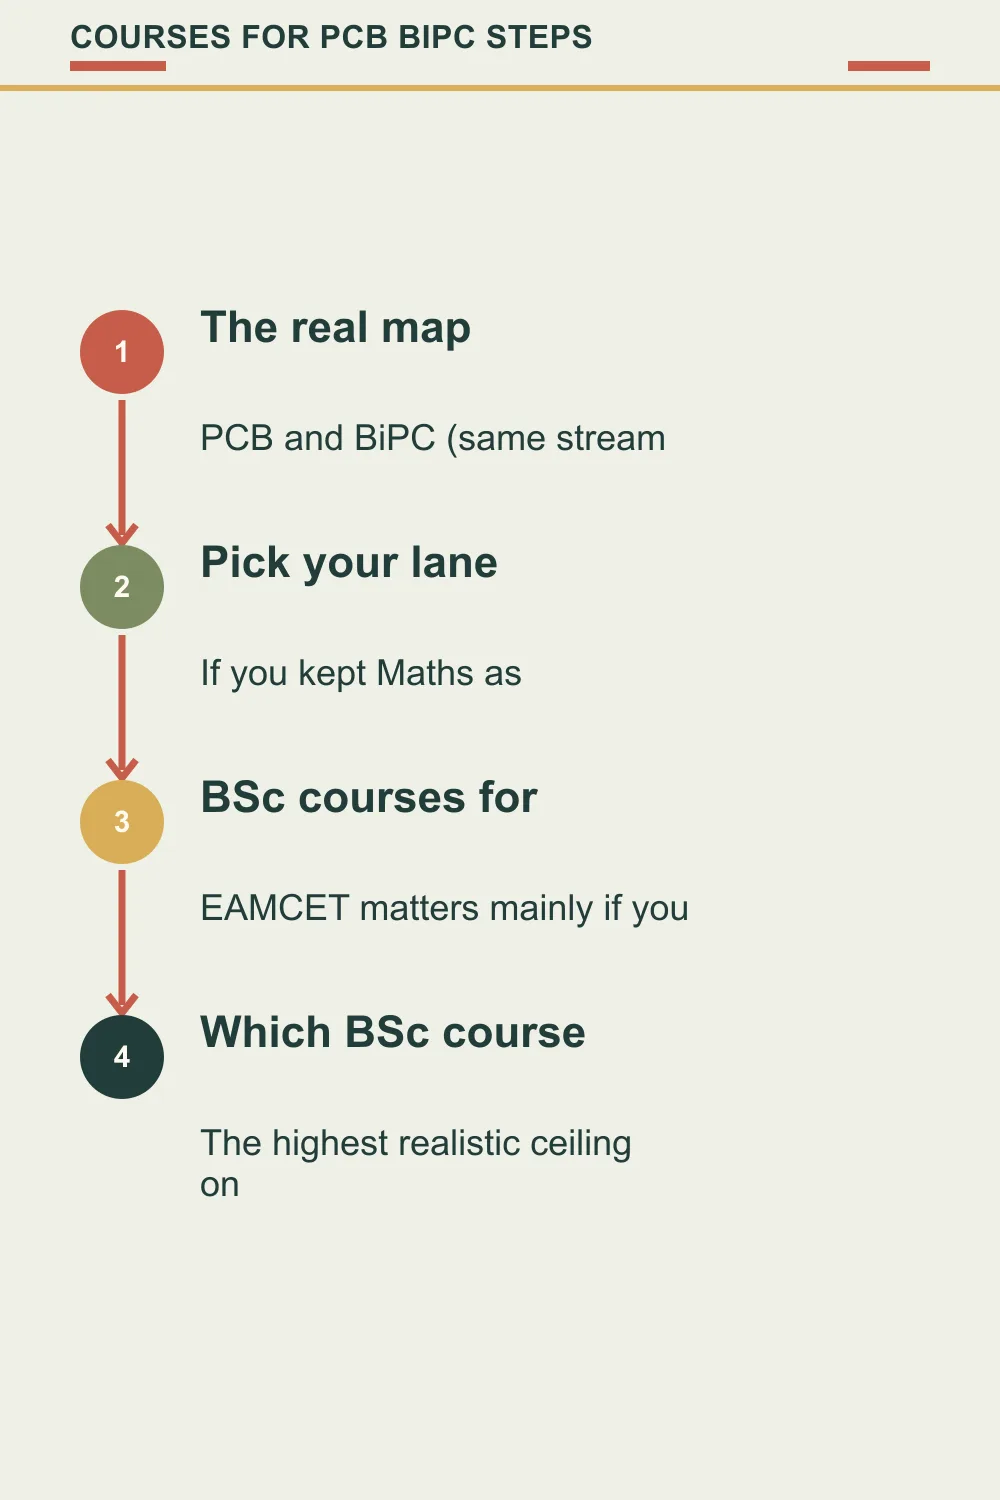 COURSES FOR PCB BIPC STEPS
1
The real map
PCB and BiPC (same stream
2
Pick your lane
If you kept Maths as
3
BSc courses for
EAMCET matters mainly if you
4
Which BSc course
The highest realistic ceiling
on